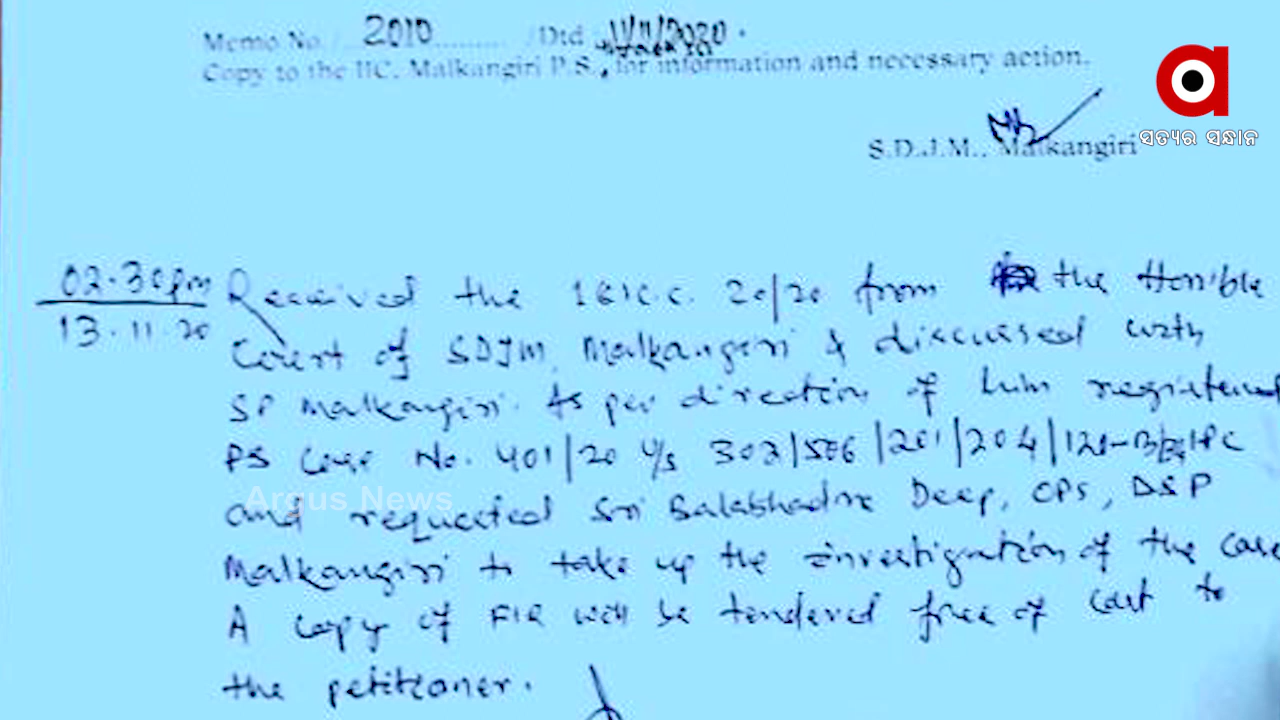 Memo No. / 2010 / Dtd 11/11/2020.
Copy to the IIC, Malkangiri P.S., for information and necessary action.
S.D.J.M., Malkangiri
ସତ୍ୟର ସନ୍ଧାନ
02.30pm
13.11.20
Received the 1CC 20/20 from the Hon'ble
Court of SDJM, Malkangiri & discussed with
SP Malkangiri. As per direction of him registered
PS Case No. 401/20 u/s 302/506/201/204/120-B/ IPC
and requested Sri Balabhadra Deep, OPS, DSP
Malkangiri to take up the investigation of the case
A copy of FIR will be tendered free of cost to
the petitioner.
Argus News